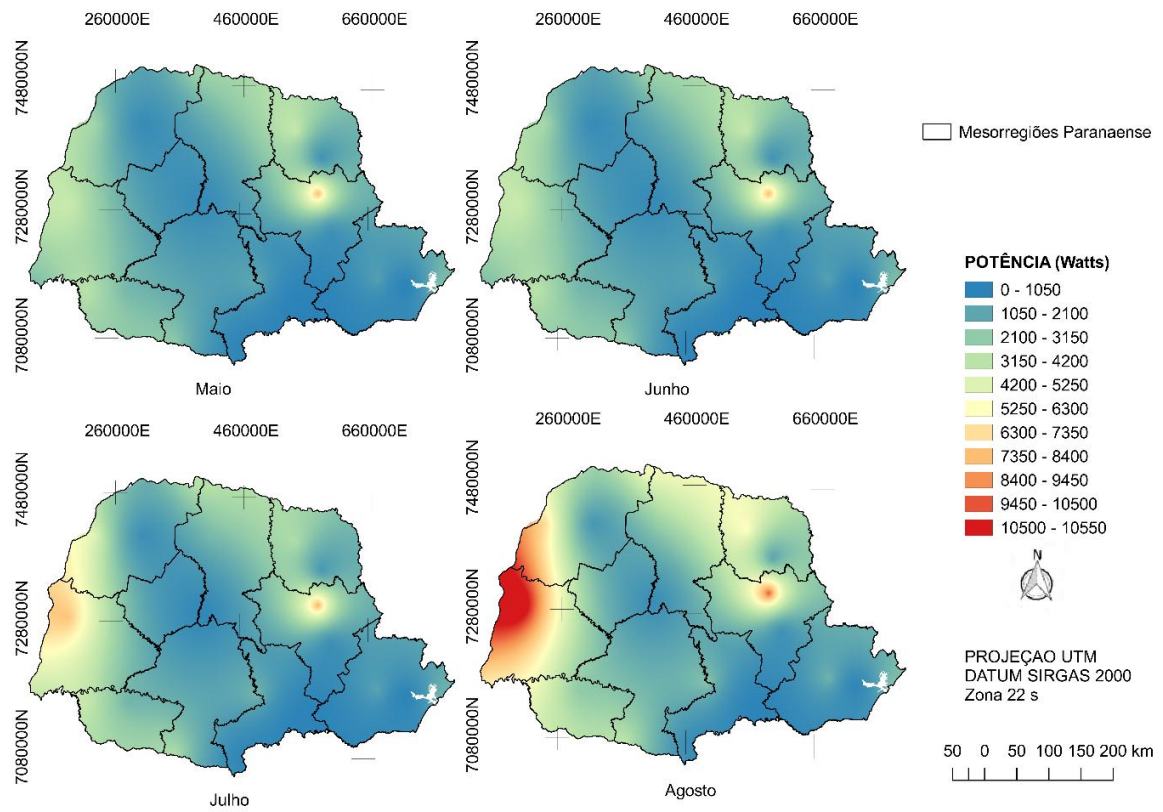 260000E 460000E 660000E
260000E 460000E 660000E
7480000N
7280000N
7080000N
7480000N
7280000N
7080000N
Maio
Junho
260000E 460000E 660000E
260000E 460000E 660000E
7480000N
7280000N
7080000N
7480000N
7280000N
7080000N
Julho
Agosto
Mesorregiões Paranaense
POTÊNCIA (Watts)
0 - 1050
1050 - 2100
2100 - 3150
3150 - 4200
4200 - 5250
5250 - 6300
6300 - 7350
7350 - 8400
8400 - 9450
9450 - 10500
10500 - 10550
N
PROJEÇAO UTM
DATUM SIRGAS 2000
Zona 22 s
50 0 50 100 150 200 km